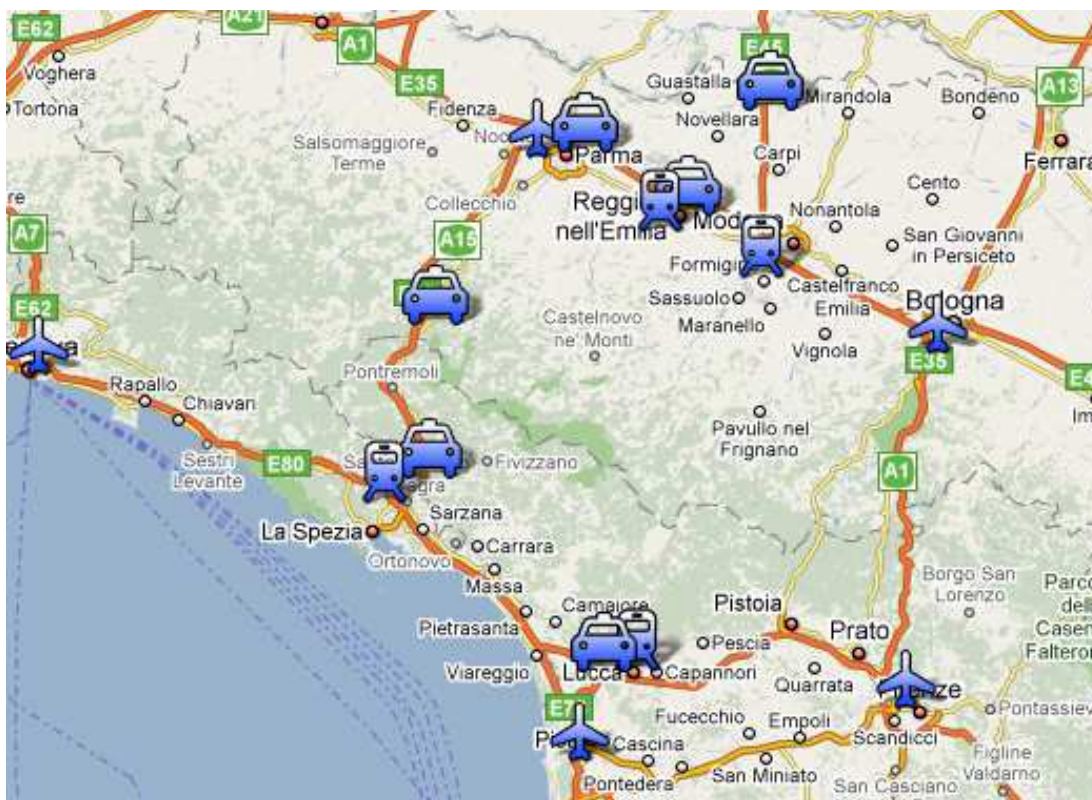 E62
A21
A1
E45
Voghera
E35
Guastalla
A13
Tortona
Fidenza
Mirandola
Bondeno
Novellara
Salsomaggiore
Terme
Parma
Carpi
Ferrara
Collecchio
Cento
nell'Emilia
Nonantola
A7
A15
San Giovanni
in Persiceto
Castelfranco
Emilia
Sassuolo
Bologna
E62
Maranello
Castelnovo
ne' Monti
Vignola
E35
Pontremoli
Rapallo
Chiavari
Pavullo nel
Frignano
Sestri
Levante
E80
Fivizzano
A1
La Spezia
Sarzana
Ortonovo
Carrara
Massa
Borgo San
Lorenzo
Camaiore
Pistoia
Pietrasanta
Prato
Pescia
Viareggio
Lucca
Capannori
Quarrata
Fucecchio
Empoli
Scandicci
Cascina
Pontedera
San Miniato
San Casciano
Figline
Valdarno